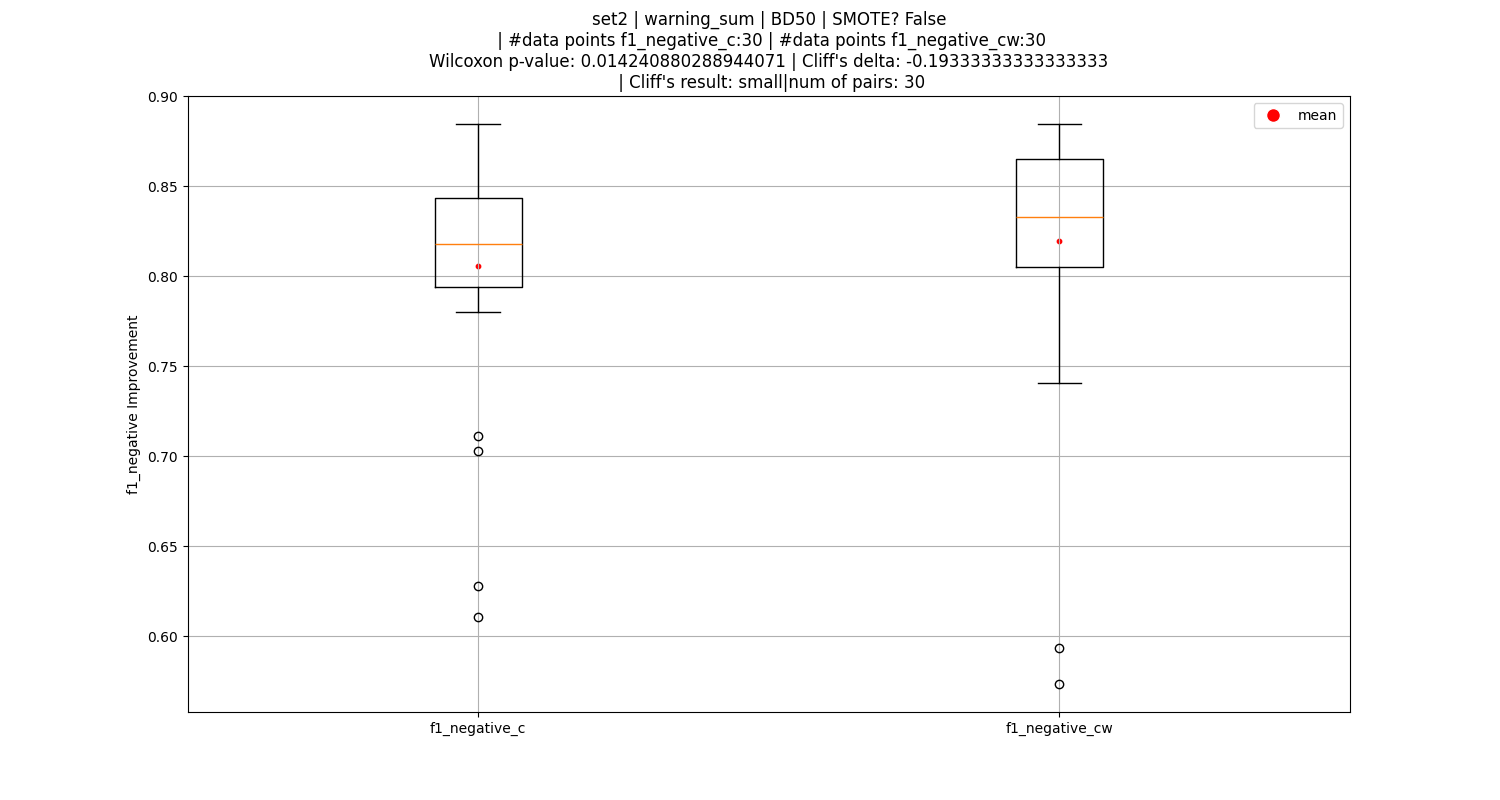 set2 | warning_sum | BD50 | SMOTE? False
| #data points f1_negative_c:30 | #data points f1_negative_cw:30
Wilcoxon p-value: 0.014240880288944071 | Cliff's delta: -0.19333333333333333
| Cliff's result: small|num of pairs: 30
mean
0.90
0.85
0.80
0.75
0.70
0.65
0.60
f1_negative Improvement
f1_negative_c
f1_negative_cw